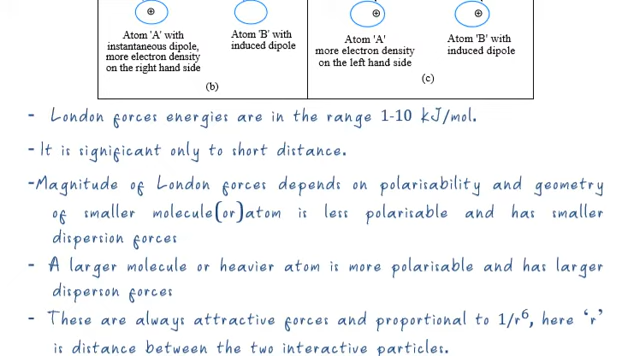 ⊕
⊕
Atom 'A' with
instantaneous dipole,
more electron density
on the right hand side
Atom 'B' with
induced dipole
(b)
Atom 'A'
more electron density
on the left hand side
Atom 'B' with
induced dipole
(c)
- London forces energies are in the range 1-10 kJ/mol.
- It is significant only to short distance.
-Magnitude of London forces depends on polarisability and geometry
of smaller molecule(or)atom is less polarisable and has smaller
dispersion forces
- A larger molecule or heavier atom is more polarisable and has larger
disperson forces
- These are always attractive forces and proportional to 1/r⁶, here ‘r’
is distance between the two interactive particles.